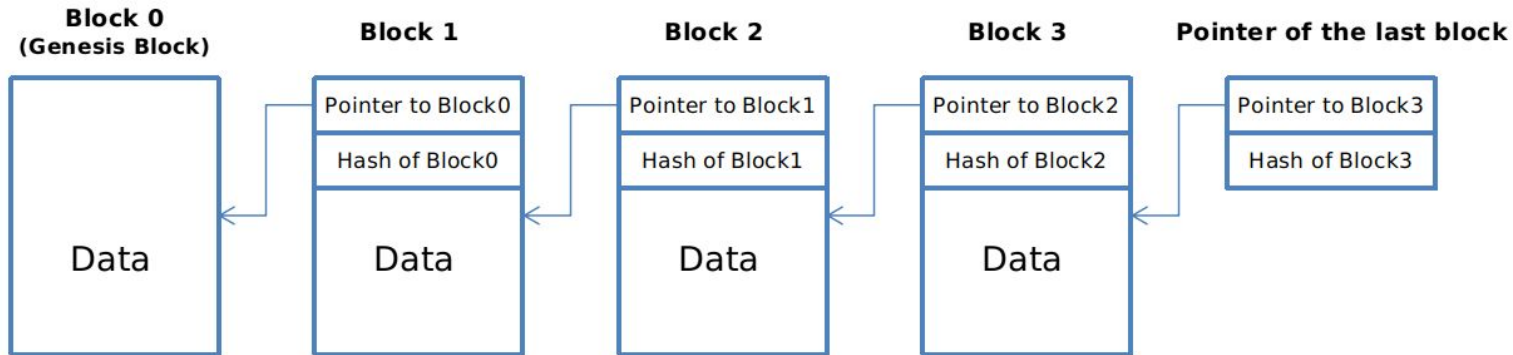 Block 0
(Genesis Block)
Block 1
Block 2
Block 3
Pointer of the last block
Data
Pointer to Block0
Hash of Block0
Data
Pointer to Block1
Hash of Block1
Data
Pointer to Block2
Hash of Block2
Data
Pointer to Block3
Hash of Block3